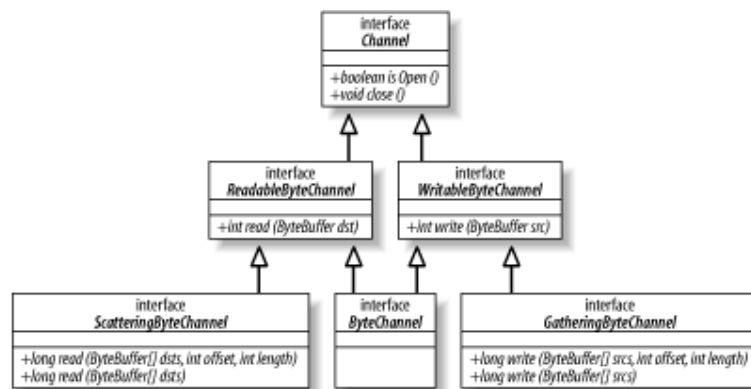 interface
Channel
+boolean is Open ()
+void close ()
interface
ReadableByteChannel
+int read (ByteBuffer dst)
interface
WritableByteChannel
+int write (ByteBuffer src)
interface
ScatteringByteChannel
+long read (ByteBuffer[] dsts, int offset, int length)
+long read (ByteBuffer[] dsts)
interface
ByteChannel
interface
GatheringByteChannel
+long write (ByteBuffer[] srcs, int offset, int length)
+long write (ByteBuffer[] srcs)